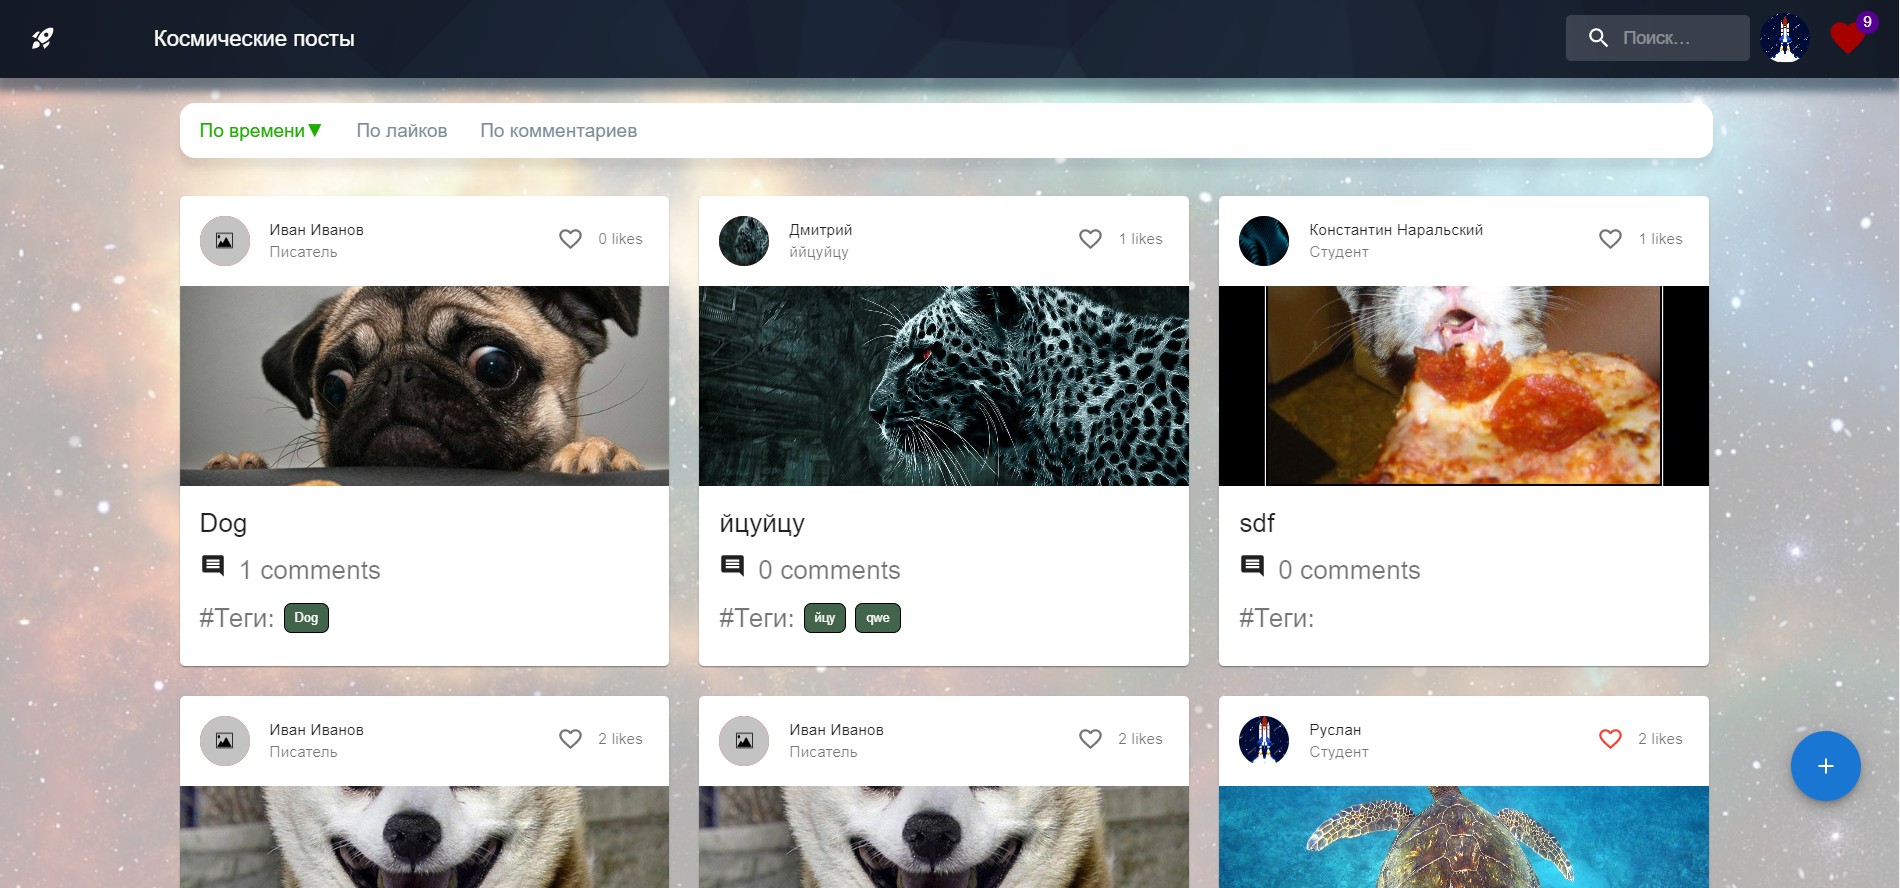 Космические посты
Поиск...
9
По времени▼ По лайков По комментариев
Иван Иванов
Писатель
0 likes
Dog
1 comments
#Теги: Dog
Дмитрий
ййцуйцу
1 likes
йцуйцу
0 comments
#Теги: йцу qwe
Константин Наральский
Студент
1 likes
sdf
0 comments
#Теги:
Иван Иванов
Писатель
2 likes
Иван Иванов
Писатель
2 likes
Руслан
Студент
2 likes